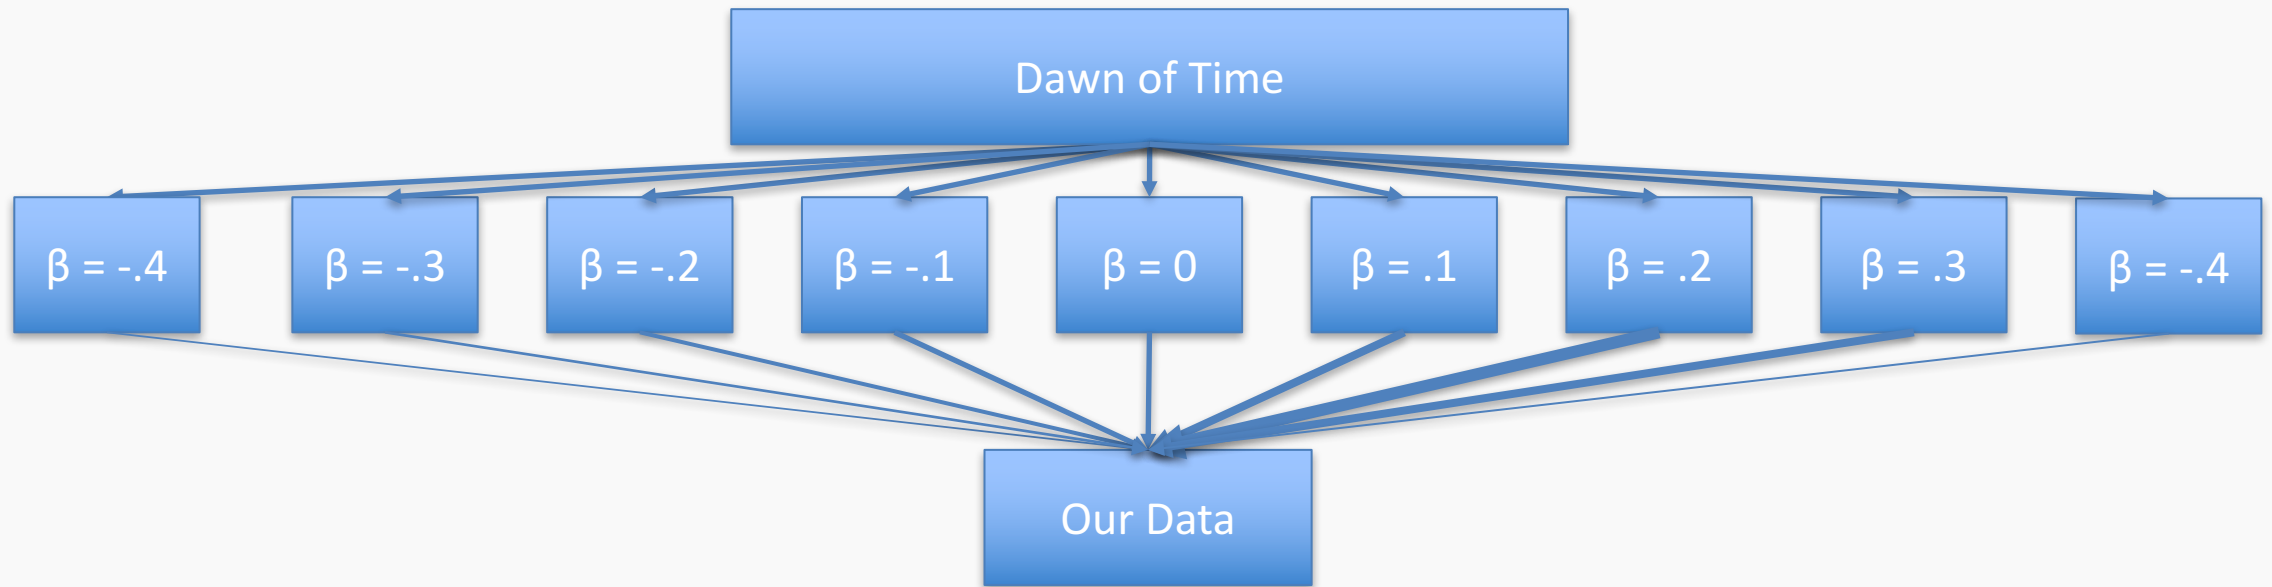 Dawn of Time
β = -.4
β = -.3
β = -.2
β = -.1
β = 0
β = .1
β = .2
β = .3
β = -.4
Our Data